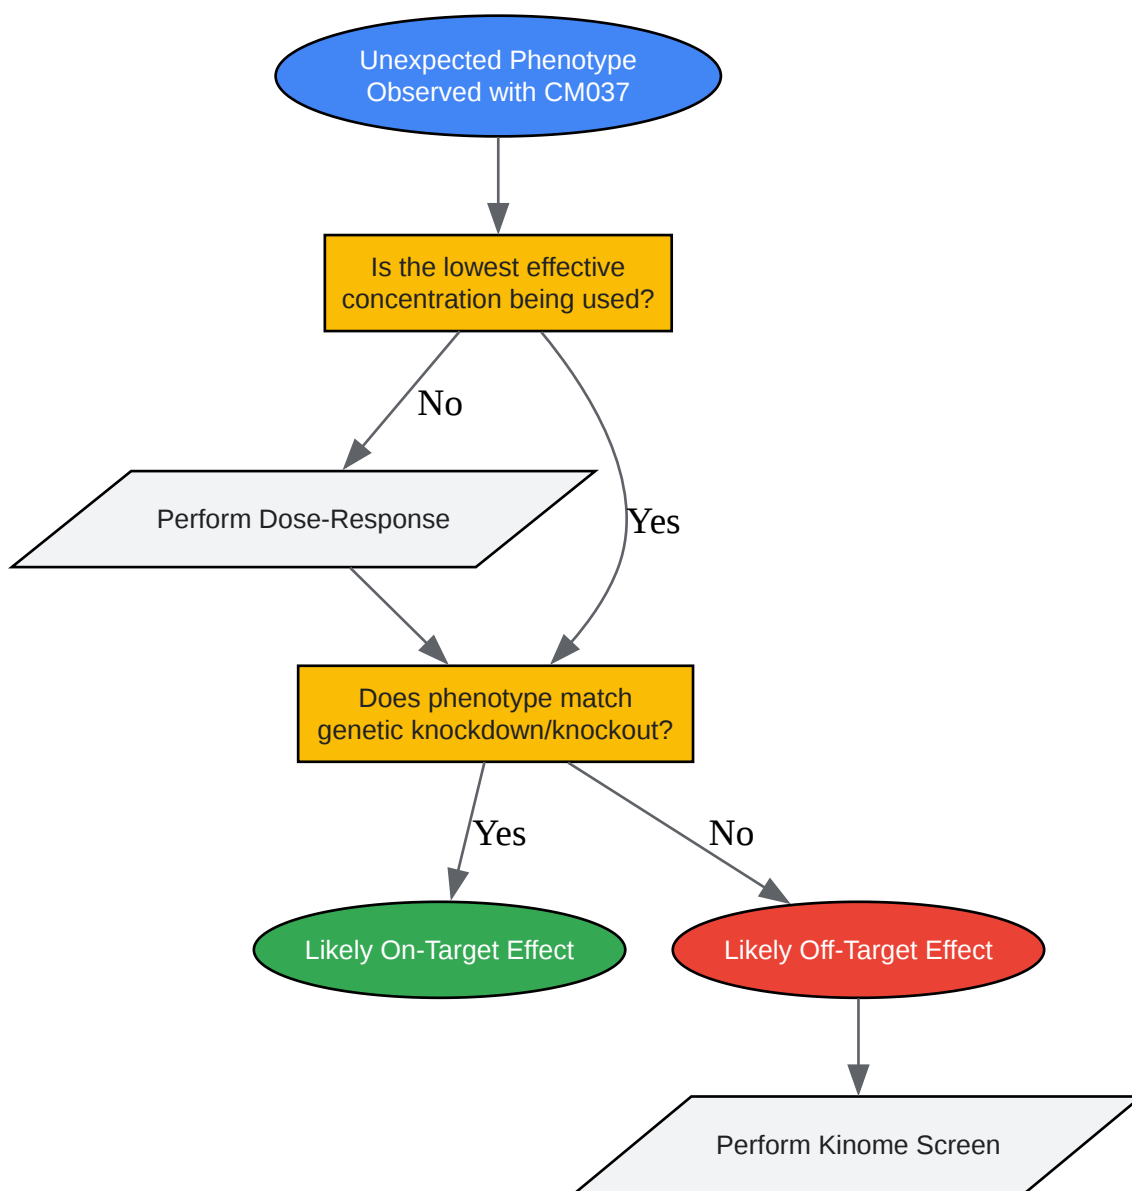 Unexpected Phenotype
Observed with CM037
Is the lowest effective
concentration being used?
No
Perform Dose-Response
Yes
Does phenotype match
genetic knockdown/knockout?
Yes
No
Likely On-Target Effect
Likely Off-Target Effect
Perform Kinome Screen